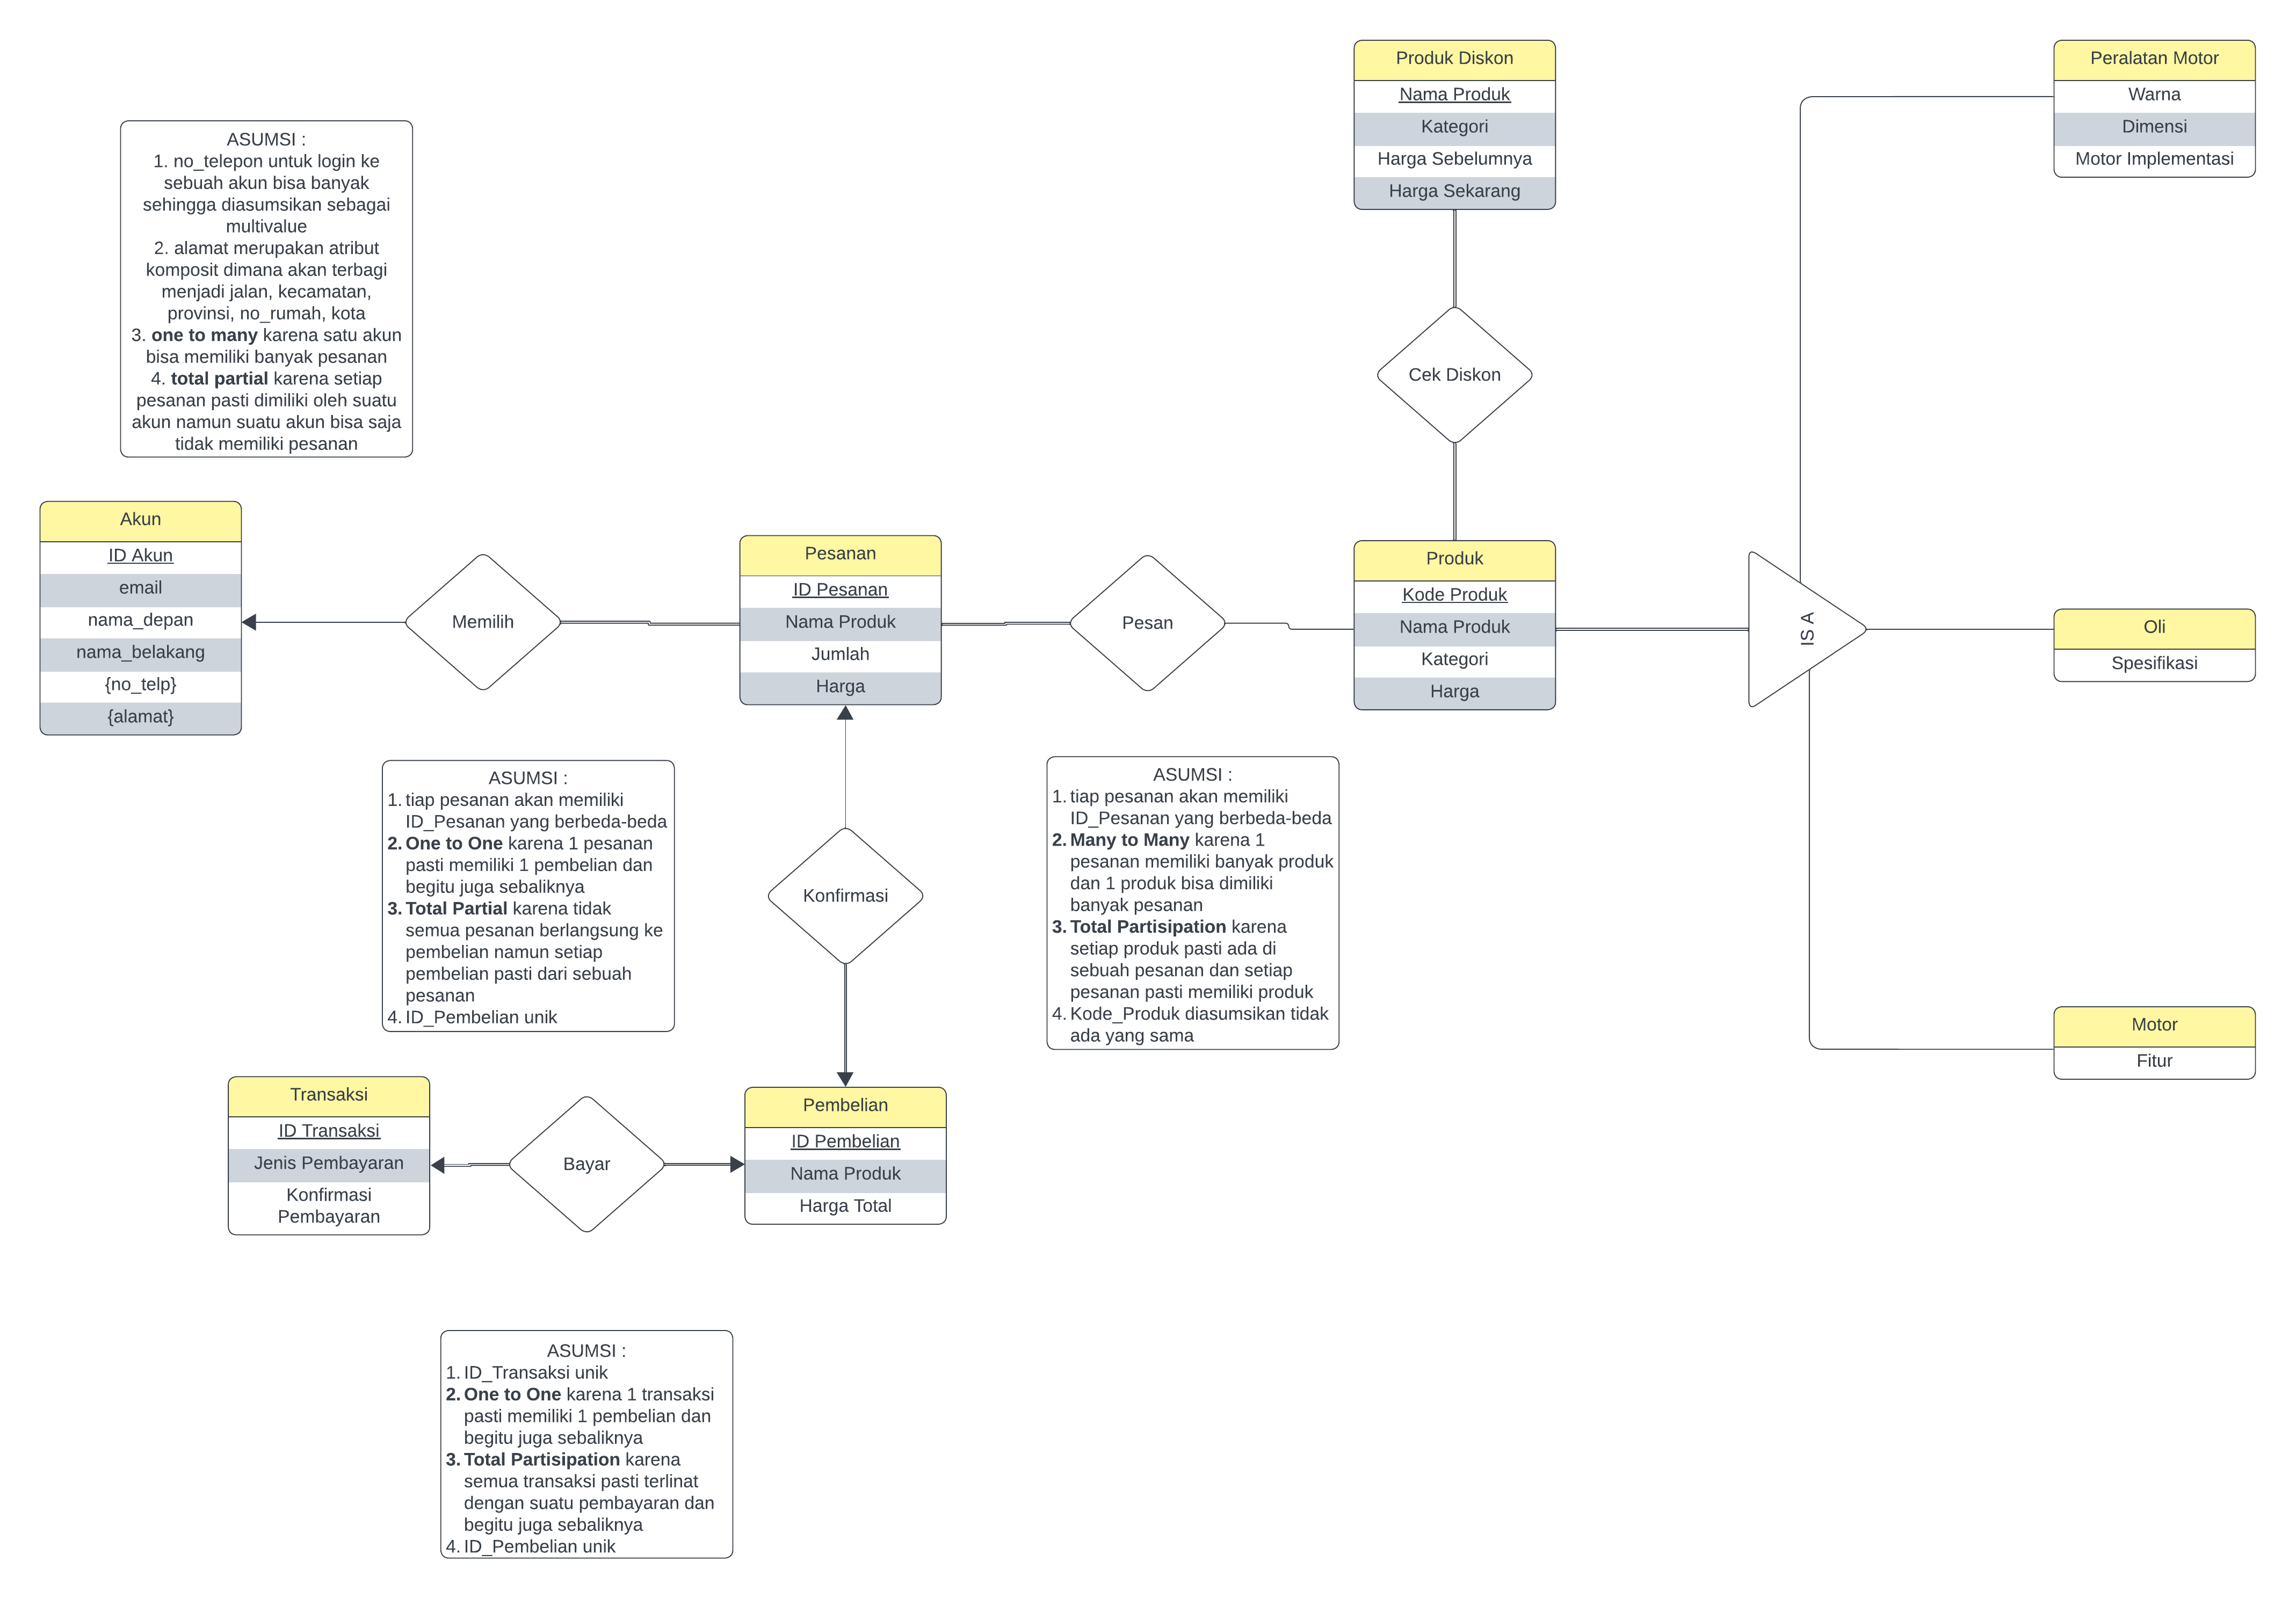 Produk Diskon
Nama Produk
Kategori
Harga Sebelumnya
Harga Sekarang
Peralatan Motor
Warna
Dimensi
Motor Implementasi
ASUMSI :
1. no_telepon untuk login ke
sebuah akun bisa banyak
sehingga diasumsikan sebagai
multivalue
2. alamat merupakan atribut
komposit dimana akan terbagi
menjadi jalan, kecamatan,
provinsi, no_rumah, kota
3. one to many karena satu akun
bisa memiliki banyak pesanan
4. total partial karena setiap
pesanan pasti dimiliki oleh suatu
akun namun suatu akun bisa saja
tidak memiliki pesanan
Cek Diskon
Akun
ID Akun
email
nama_depan
nama_belakang
{no_telp}
{alamat}
Memilih
Pesanan
ID Pesanan
Nama Produk
Jumlah
Harga
Pesan
Produk
Kode Produk
Nama Produk
Kategori
Harga
IS A
Oli
Spesifikasi
ASUMSI :
1. tiap pesanan akan memiliki
ID_Pesanan yang berbeda-beda
2. One to One karena 1 pesanan
pasti memiliki 1 pembelian dan
begitu juga sebaliknya
3. Total Partial karena tidak
semua pesanan berlangsung ke
pembelian namun setiap
pembelian pasti dari sebuah
pesanan
4. ID_Pembelian unik
Konfirmasi
ASUMSI :
1. tiap pesanan akan memiliki
ID_Pesanan yang berbeda-beda
2. Many to Many karena 1
pesanan memiliki banyak produk
dan 1 produk bisa dimiliki
banyak pesanan
3. Total Partisipation karena
setiap produk pasti ada di
sebuah pesanan dan setiap
pesanan pasti memiliki produk
4. Kode_Produk diasumsikan tidak
ada yang sama
Motor
Fitur
Transaksi
ID Transaksi
Jenis Pembayaran
Konfirmasi
Pembayaran
Bayar
Pembelian
ID Pembelian
Nama Produk
Harga Total
ASUMSI :
1. ID_Transaksi unik
2. One to One karena 1 transaksi
pasti memiliki 1 pembelian dan
begitu juga sebaliknya
3. Total Partisipation karena
semua transaksi pasti terlinat
dengan suatu pembayaran dan
begitu juga sebaliknya
4. ID_Pembelian unik